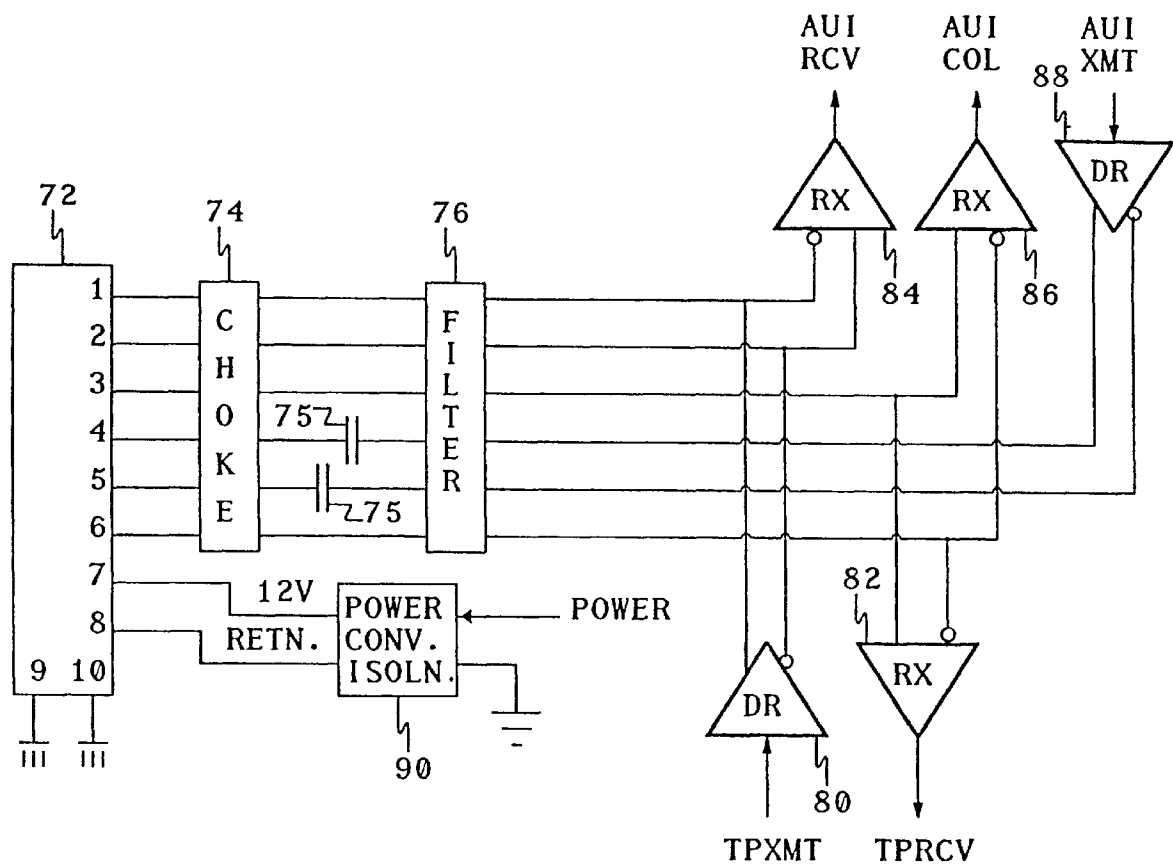 AUI RCV
AUI COL
AUI XMT
88
72
74
76
RX
RX
DR
84
86
1
2
3
4
5
6
7
8
9 10
CHOKE
75
75
FILTER
12V
RETN.
POWER
CONV.
ISOLN.
POWER
90
82
DR
RX
80
TPXMT
TPRCV